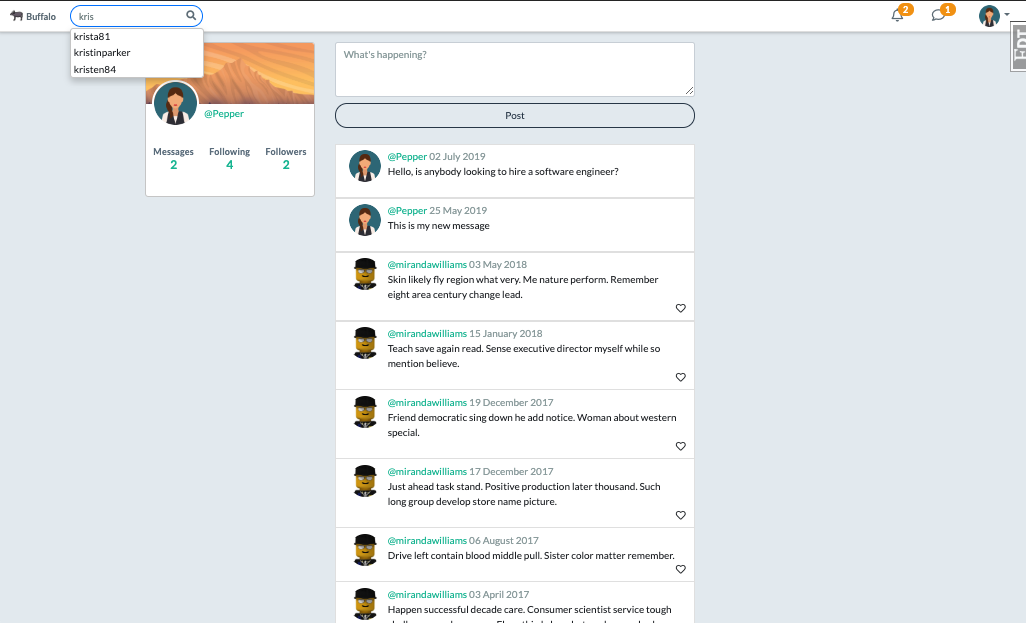 Buffalo
kris
2
1
krista81
kristinparker
kristen84
@Pepper
Messages
Following
Followers
2
4
2
What's happening?
Post
@Pepper 02 July 2019
Hello, is anybody looking to hire a software engineer?
@Pepper 25 May 2019
This is my new message
@mirandawilliams 03 May 2018
Skin likely fly region what very. Me nature perform. Remember
eight area century change lead.
@mirandawilliams 15 January 2018
Teach save again read. Sense executive director myself while so
mention believe.
@mirandawilliams 19 December 2017
Friend democratic sing down he add notice. Woman about western
special.
@mirandawilliams 17 December 2017
Just ahead task stand. Positive production later thousand. Such
long group develop store name picture.
@mirandawilliams 06 August 2017
Drive left contain blood middle pull. Sister color matter remember.
@mirandawilliams 03 April 2017
Happen successful decade care. Consumer scientist service tough